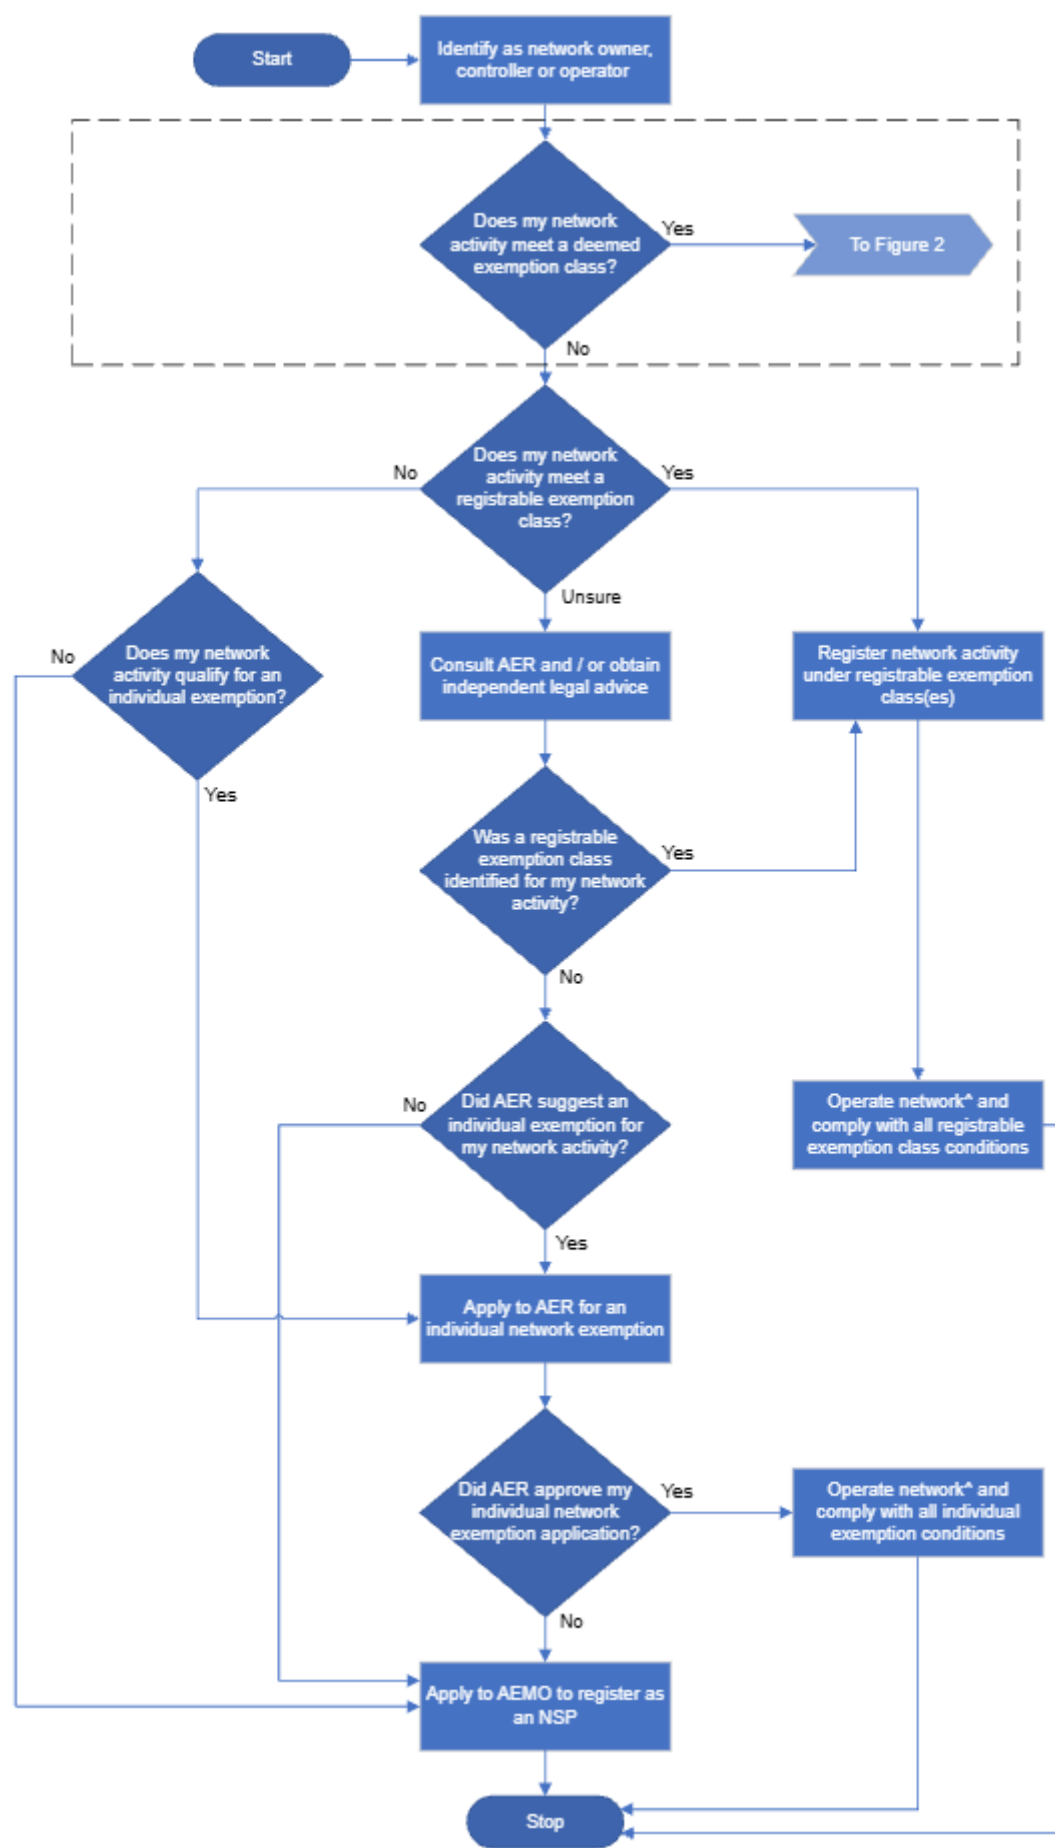 Start
Identify as network owner,
controller or operator
Does my network
activity meet a deemed
exemption class?
Yes
To Figure 2
No
Does my network
activity meet a
registrable exemption
class?
No
Yes
Unsure
Does my network
activity qualify for an
individual exemption?
No
Yes
Consult AER and / or obtain
independent legal advice
Register network activity
under registrable exemption
class(es)
Was a registrable
exemption class
identified for my network
activity?
Yes
No
Did AER suggest an
individual exemption for
my network activity?
No
Yes
Operate network^ and
comply with all registrable
exemption class conditions
Apply to AER for an
individual network exemption
Did AER approve my
individual network
exemption application?
Yes
No
Operate network^ and
comply with all individual
exemption conditions
Apply to AEMO to register as
an NSP
Stop